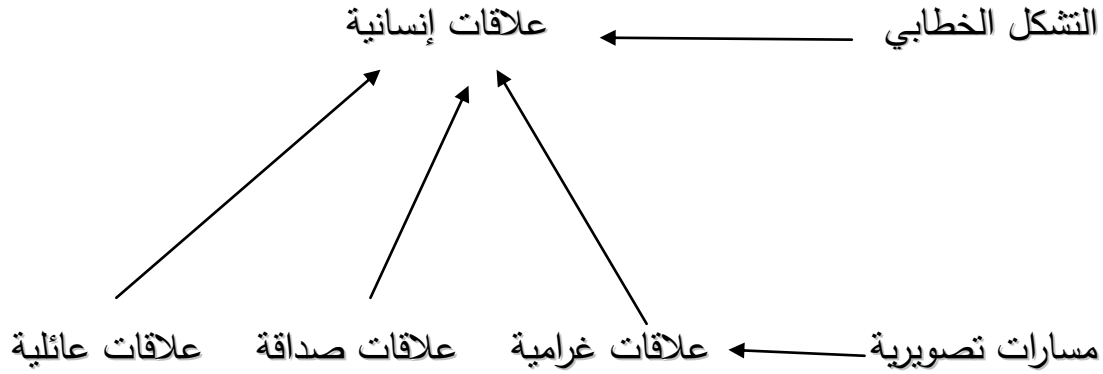 التشكل الخطابي علاقات إنسانية
مسارات تصويرية علاقات غرامية علاقات صداقة علاقات عائلية